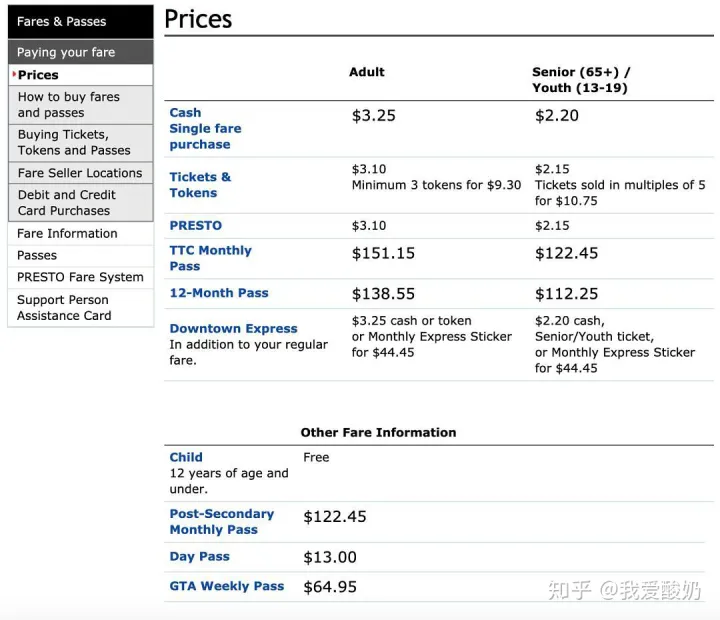 Fares & Passes
Paying your fare
Prices
How to buy fares
and passes
Buying Tickets,
Tokens and Passes
Fare Seller Locations
Debit and Credit
Card Purchases
Fare Information
Passes
PRESTO Fare System
Support Person
Assistance Card
Prices
Adult
Senior (65+) /
Youth (13-19)
Cash
Single fare
purchase
$3.25
$2.20
Tickets &
Tokens
$3.10
Minimum 3 tokens for $9.30
$2.15
Tickets sold in multiples of 5
for $10.75
PRESTO
$3.10
$2.15
TTC Monthly
Pass
$151.15
$122.45
12-Month Pass
$138.55
$112.25
Downtown Express
In addition to your regular
fare.
$3.25 cash or token
or Monthly Express Sticker
for $44.45
$2.20 cash,
Senior/Youth ticket,
or Monthly Express Sticker
for $44.45
Other Fare Information
Child
12 years of age and
under.
Free
Post-Secondary
Monthly Pass
$122.45
Day Pass
$13.00
GTA Weekly Pass
$64.95
知乎 @我爱酸奶